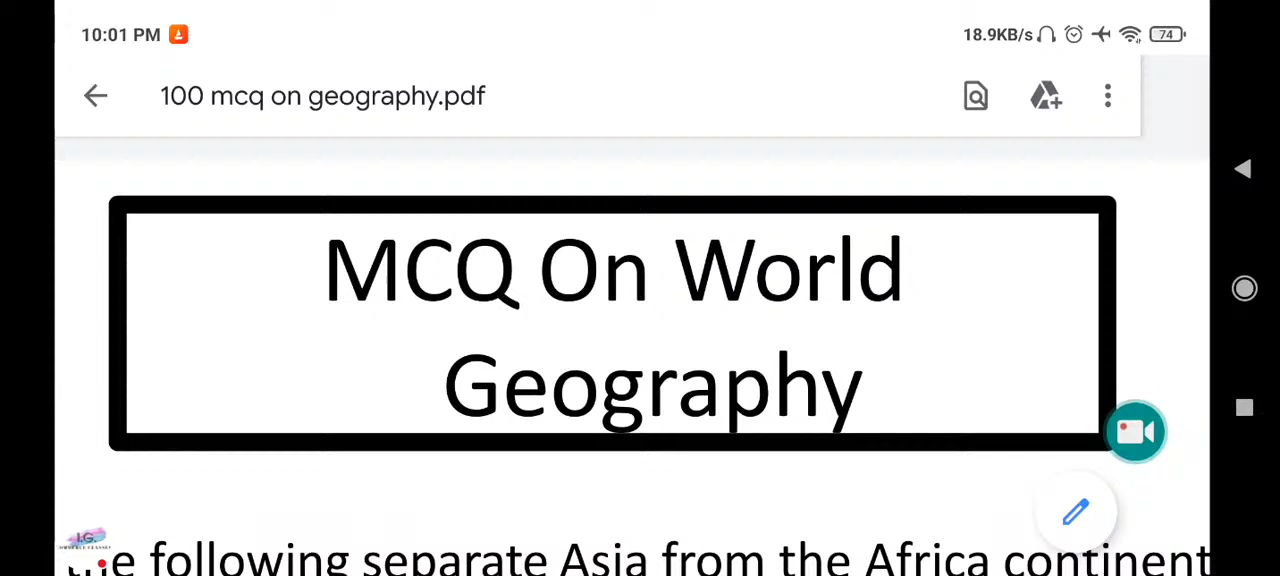 10:01 PM
18.9KB/s
74
100 mcq on geography.pdf
MCQ On World
Geography
I.G.
the following separate Asia from the Africa continent